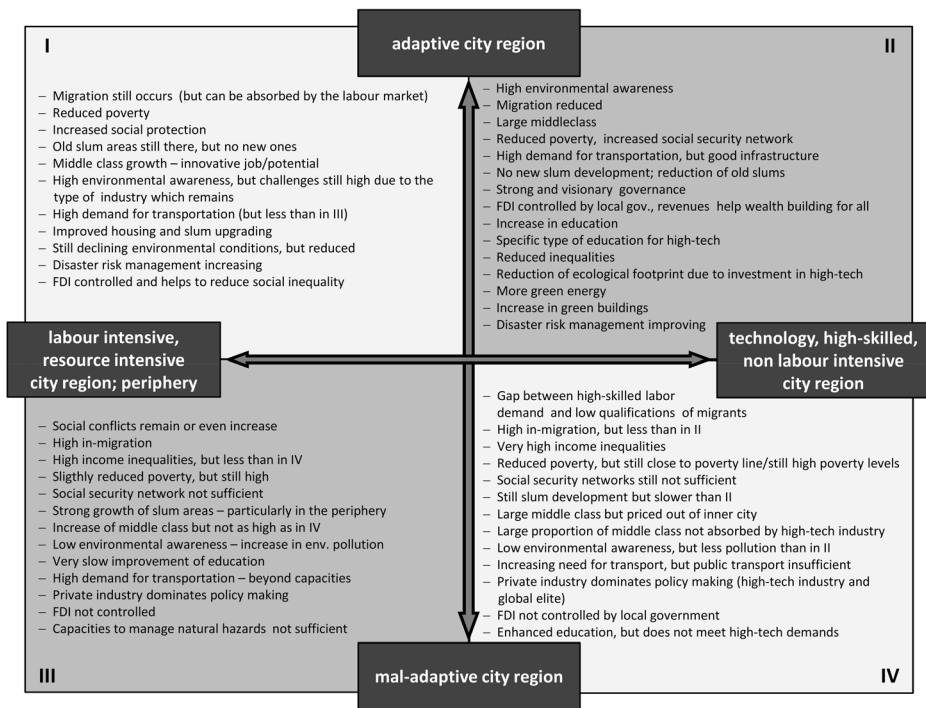 I
adaptive city region
II
– Migration still occurs (but can be absorbed by the labour market)
– Reduced poverty
– Increased social protection
– Old slum areas still there, but no new ones
– Middle class growth – innovative job/potential
– High environmental awareness, but challenges still high due to the
type of industry which remains
– High demand for transportation (but less than in III)
– Improved housing and slum upgrading
– Still declining environmental conditions, but reduced
– Disaster risk management increasing
– FDI controlled and helps to reduce social inequality
– High environmental awareness
– Migration reduced
– Large middleclass
– Reduced poverty, increased social security network
– High demand for transportation, but good infrastructure
– No new slum development; reduction of old slums
– Strong and visionary governance
– FDI controlled by local gov., revenues help wealth building for all
– Increase in education
– Specific type of education for high-tech
– Reduced inequalities
– Reduction of ecological footprint due to investment in high-tech
– More green energy
– Increase in green buildings
– Disaster risk management improving
labour intensive,
resource intensive
city region; periphery
technology, high-skilled,
non labour intensive
city region
– Social conflicts remain or even increase
– High in-migration
– High income inequalities, but less than in IV
– Sligthly reduced poverty, but still high
– Social security network not sufficient
– Strong growth of slum areas – particularly in the periphery
– Increase of middle class but not as high as in IV
– Low environmental awareness – increase in env. pollution
– Very slow improvement of education
– High demand for transportation – beyond capacities
– Private industry dominates policy making
– FDI not controlled
– Capacities to manage natural hazards not sufficient
– Gap between high-skilled labor
demand and low qualifications of migrants
– High in-migration, but less than in II
– Very high income inequalities
– Reduced poverty, but still close to poverty line/still high poverty levels
– Social security networks still not sufficient
– Still slum development but slower than II
– Large middle class but priced out of inner city
– Large proportion of middle class not absorbed by high-tech industry
– Low environmental awareness, but less pollution than in II
– Increasing need for transport, but public transport insufficient
– Private industry dominates policy making (high-tech industry and
global elite)
– FDI not controlled by local government
– Enhanced education, but does not meet high-tech demands
III
mal-adaptive city region
IV